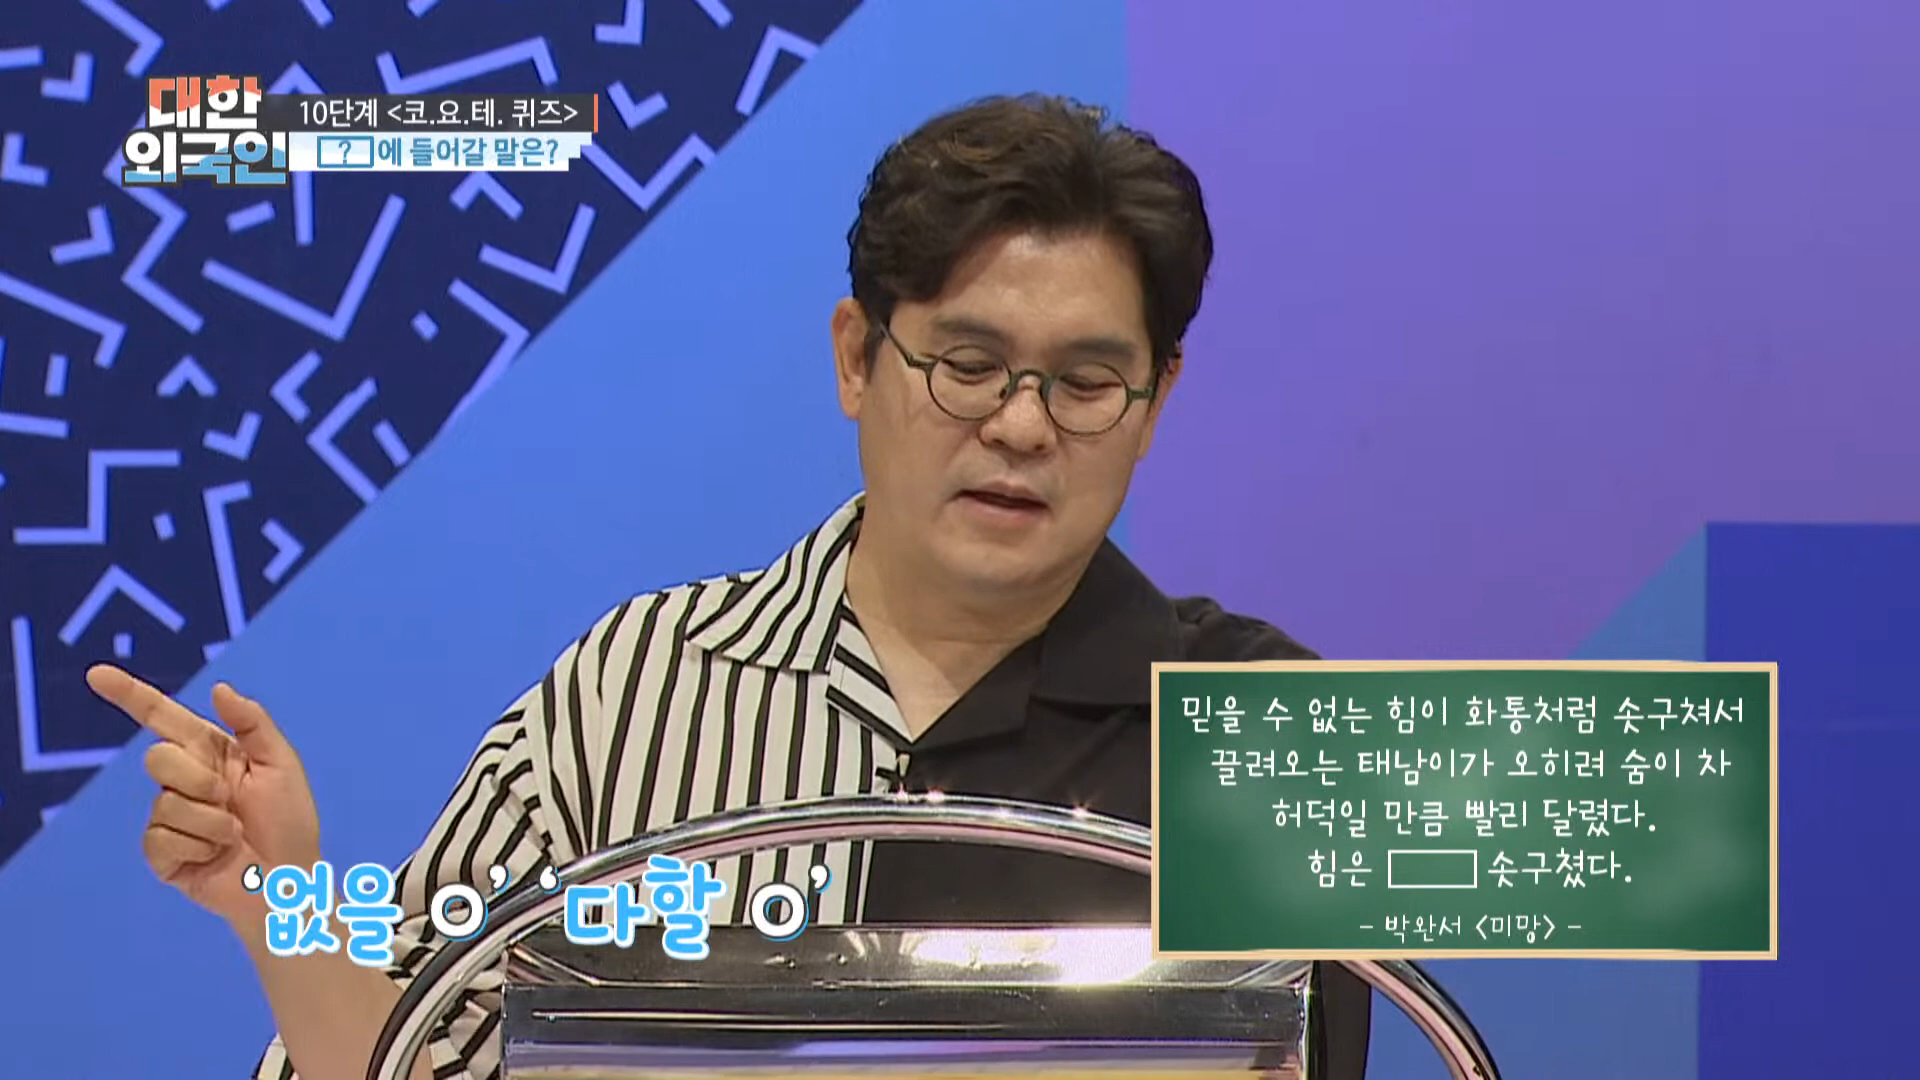 대한
외국인
10단계 <코.요.테. 퀴즈>
?에 들어갈 말은?
믿을 수 없는 힘이 화통처럼 솟구쳐서
끌려오는 태남이가 오히려 숨이 차
허덕일 만큼 빨리 달렸다.
힘은 □ 솟구쳤다.
- 박완서 <미망> -
‘없을 O’ ‘다할 O’